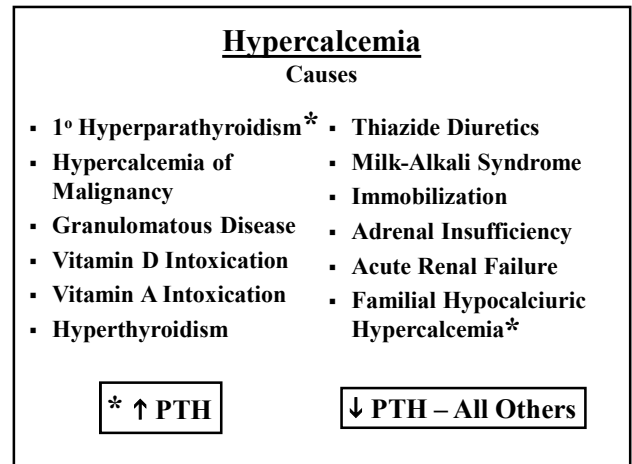 Hypercalcemia
Causes
▪ 1º Hyperparathyroidism*
▪ Hypercalcemia of
Malignancy
▪ Granulomatous Disease
▪ Vitamin D Intoxication
▪ Vitamin A Intoxication
▪ Hyperthyroidism
▪ Thiazide Diuretics
▪ Milk-Alkali Syndrome
▪ Immobilization
▪ Adrenal Insufficiency
▪ Acute Renal Failure
▪ Familial Hypocalciuric
Hypercalcemia*
* ↑ PTH
↓ PTH – All Others